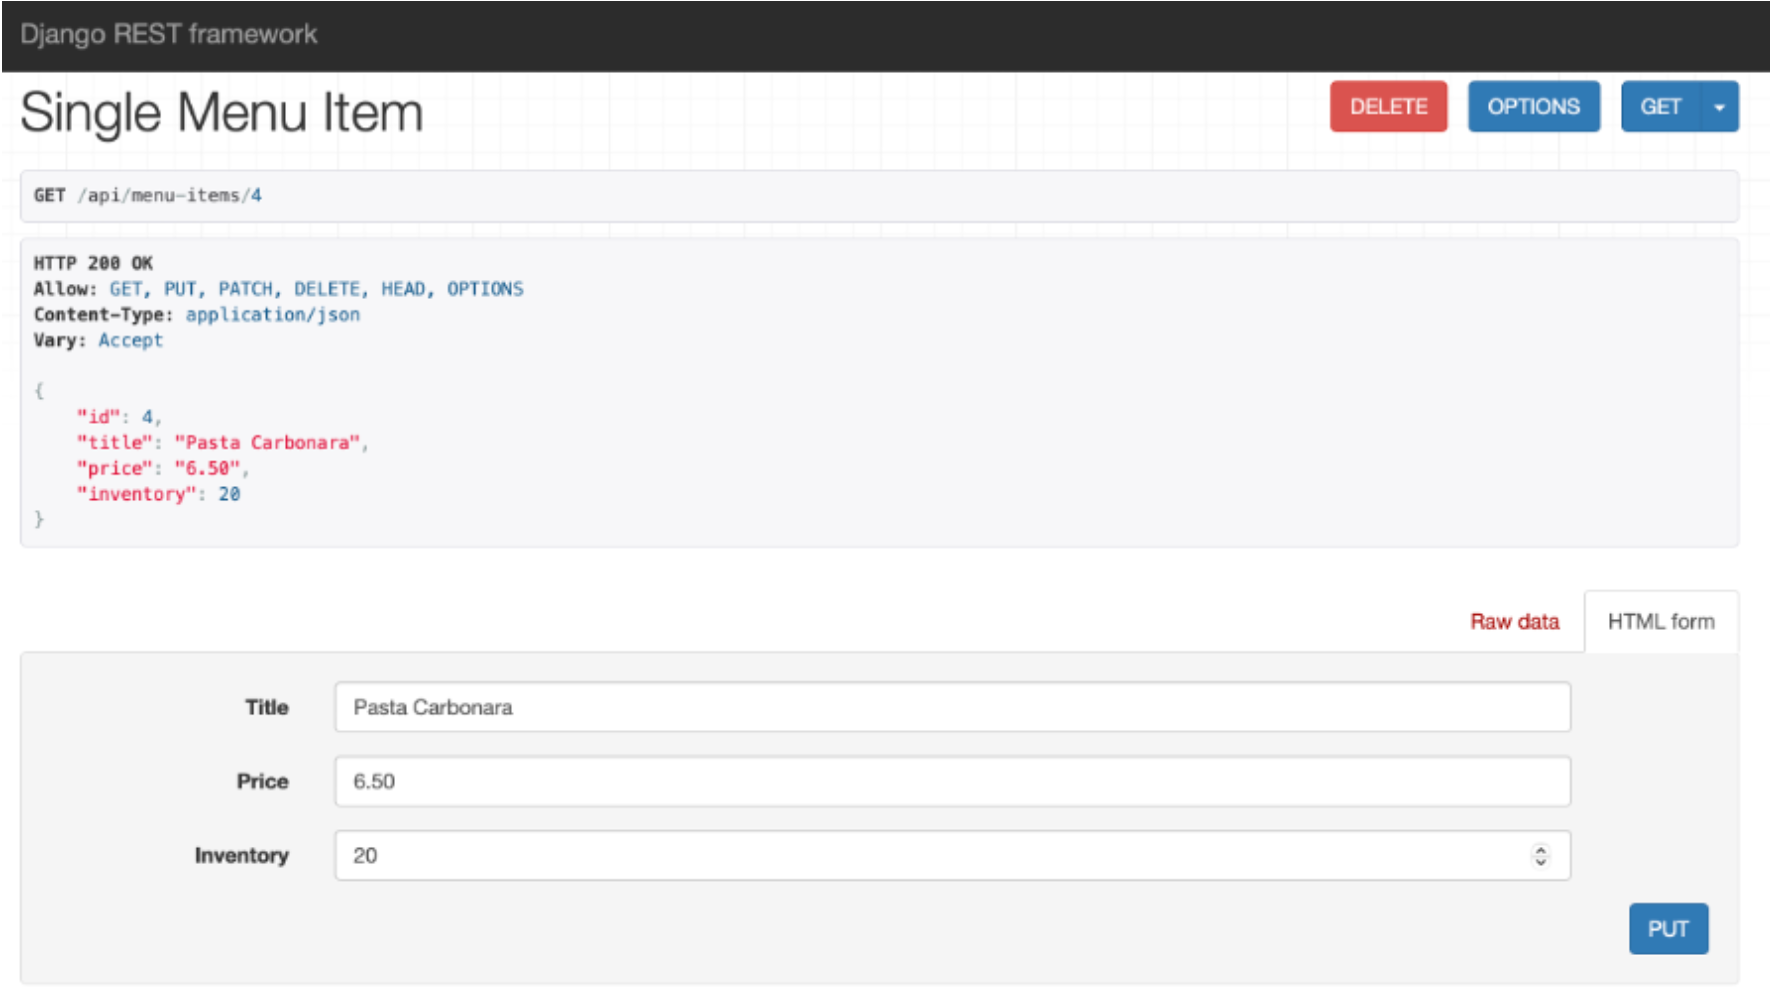 Django REST framework
Single Menu Item
DELETE OPTIONS GET
GET /api/menu-items/4
HTTP 200 OK
Allow: GET, PUT, PATCH, DELETE, HEAD, OPTIONS
Content-Type: application/json
Vary: Accept
{
"id": 4,
"title": "Pasta Carbonara",
"price": "6.50",
"inventory": 20
}
Raw data HTML form
Title Pasta Carbonara
Price 6.50
Inventory 20
PUT